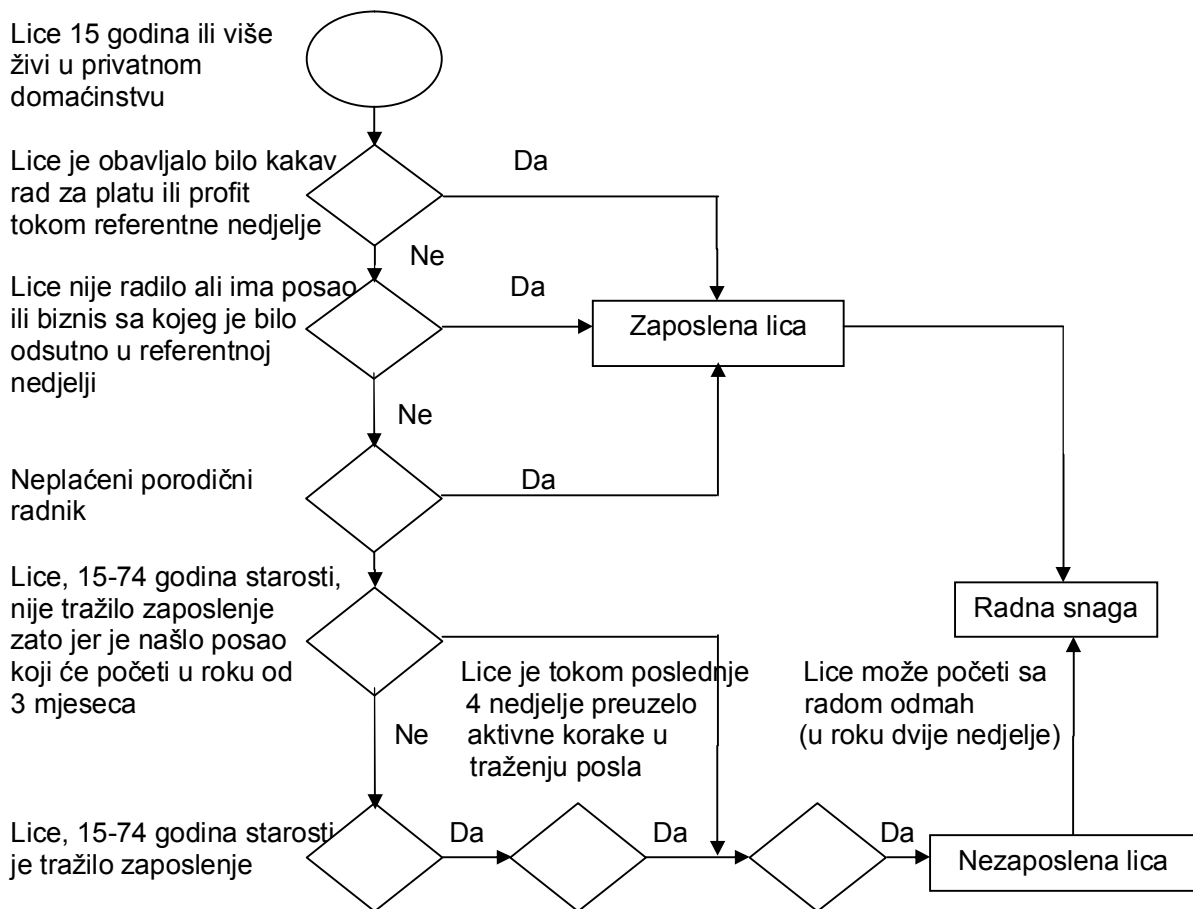 Lice 15 godina ili više
živi u privatnom
domaćinstvu
Lice je obavljalo bilo kakav
rad za platu ili profit
tokom referentne nedjelje
Da
Ne
Lice nije radilo ali ima posao
ili biznis sa kojeg je bilo
odsutno u referentnoj
nedjelji
Da
Zaposlena lica
Ne
Neplaćeni porodični
radnik
Da
Lice, 15-74 godina starosti,
nije tražilo zaposlenje
zato jer je našlo posao
koji će početi u roku od
3 mjeseca
Radna snaga
Ne
Lice je tokom poslednje
4 nedjelje preuzelo
aktivne korake u
traženju posla
Lice može početi sa
radom odmah
(u roku dvije nedjelje)
Lice, 15-74 godina starosti
je tražilo zaposlenje
Da
Da
Da
Nezaposlena lica